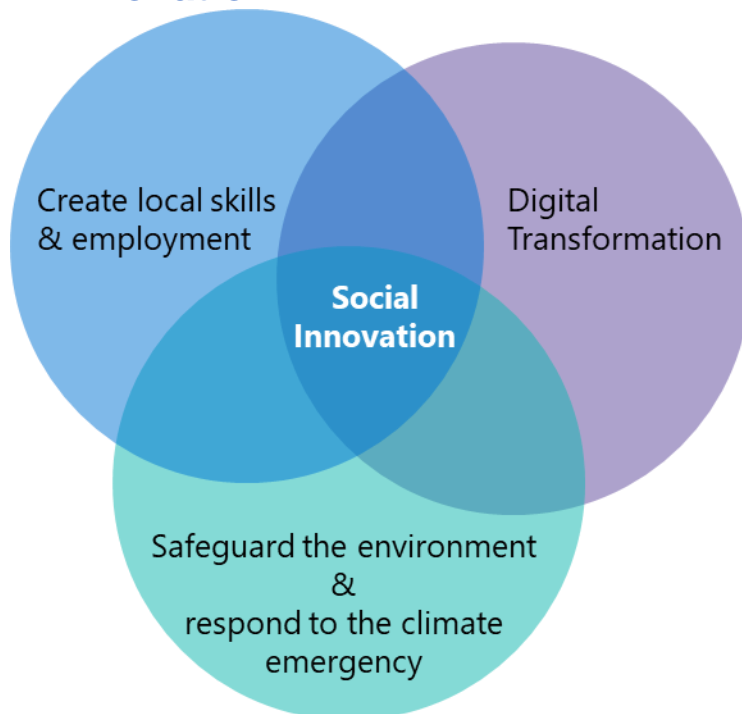 Create local skills
& employment
Digital
Transformation
Social
Innovation
Safeguard the environment
&
respond to the climate
emergency